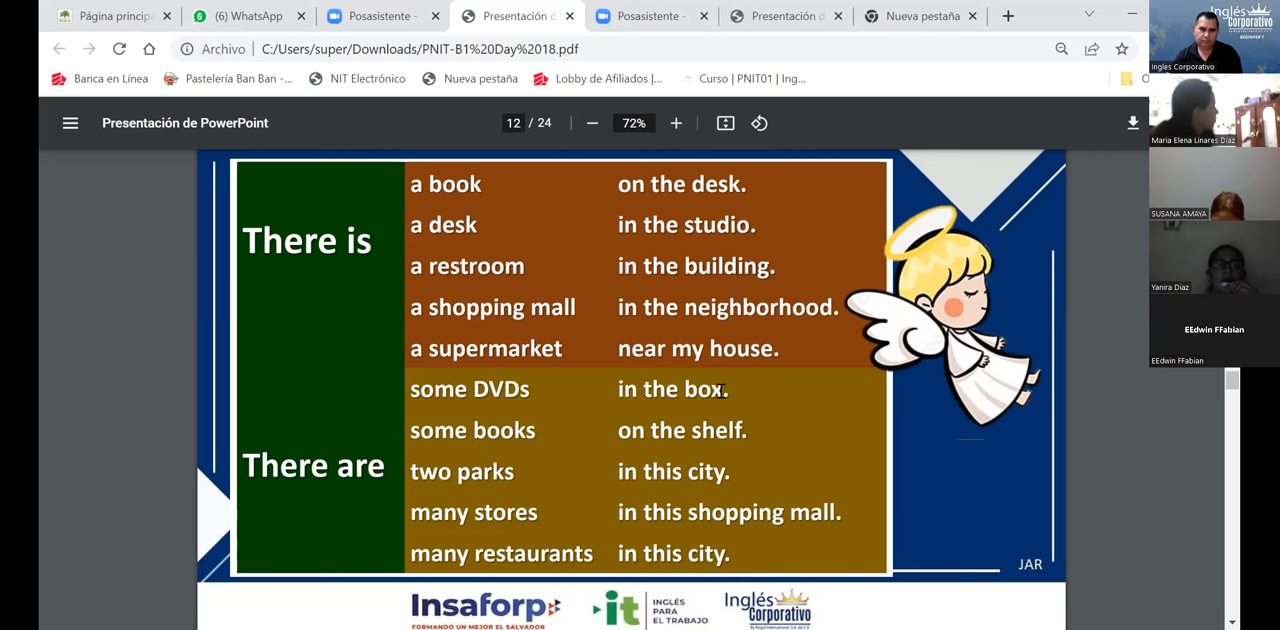 Página principa
(6) WhatsApp
Posasistente -
Presentación d
Posasistente -
Presentación d
Nueva pestaña
Archivo
C:/Users/super/Downloads/PNIT-B1%20Day%2018.pdf
Banca en Línea
Pastelería Ban Ban -...
NIT Electrónico
Nueva pestaña
Lobby de Afiliados |...
Curso | PNIT01 | Ing...
Presentación de PowerPoint
12 / 24
72%
There is
a book on the desk.
a desk in the studio.
a restroom in the building.
a shopping mall in the neighborhood.
a supermarket near my house.
There are
some DVDs in the box.
some books on the shelf.
two parks in this city.
many stores in this shopping mall.
many restaurants in this city.
JAR
Insaforp
FORMANDO UN MEJOR EL SALVADOR
it
INGLÉS
PARA
EL TRABAJO
Inglés
Corporativo
Inglés
Corporativo
BEGINNER 1
Ingles Corporativo
Maria Elena Linares Diaz
SUSANA AMAYA
Yanira Diaz
EEdwin FFabian
EEdwin FFabian